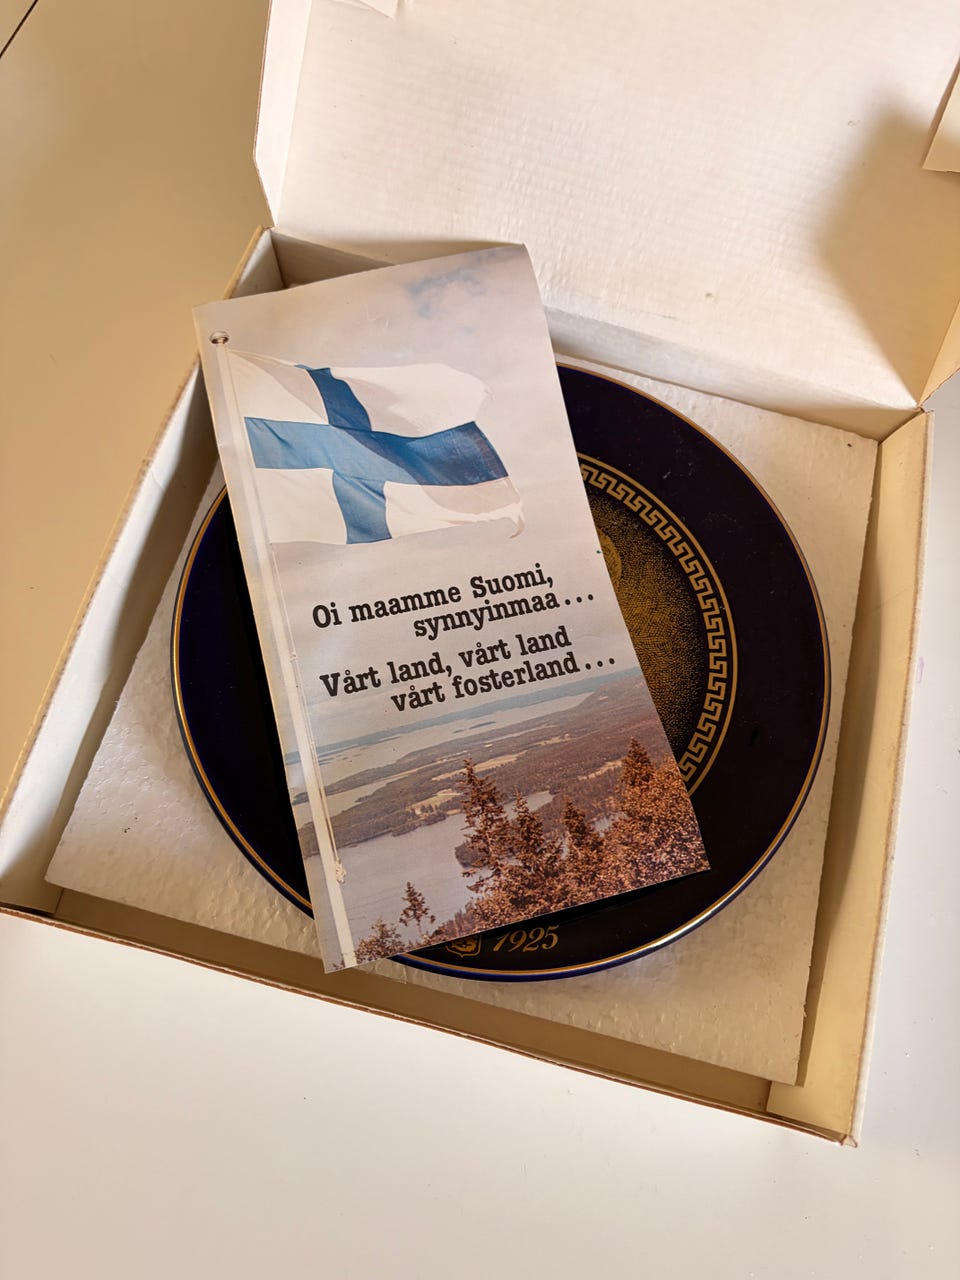 Oi maamme Suomi,
synnyinmaa...
Vårt land, vårt land
vårt fosterland...
1925